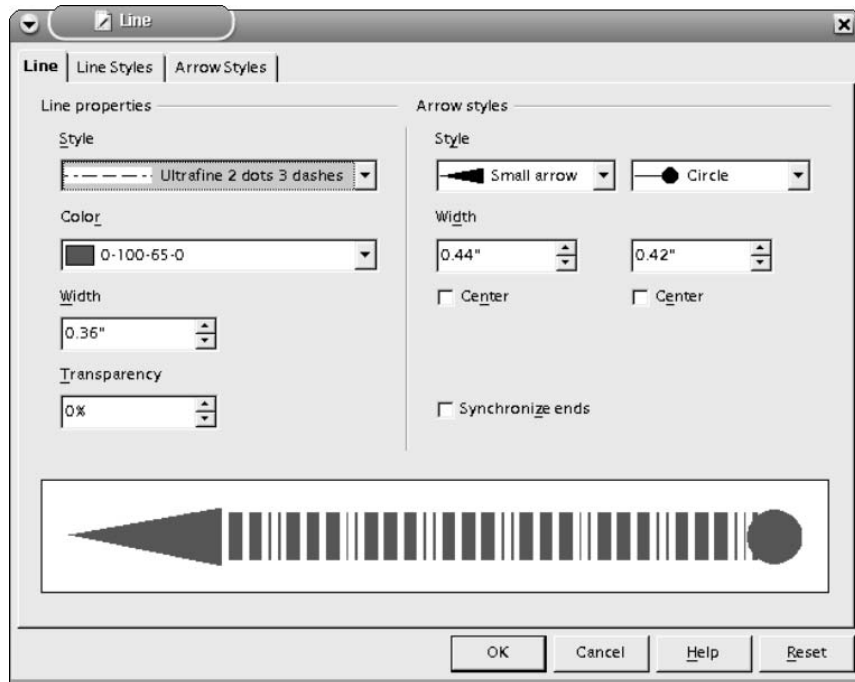 Line
Line Line Styles Arrow Styles
Line properties
Style
Ultrafine 2 dots 3 dashes
Color
0-100-65-0
Width
0.36"
Transparency
0%
Arrow styles
Style
Small arrow Circle
Width
0.44" 0.42"
Center Center
Synchronize ends
OK Cancel Help Reset